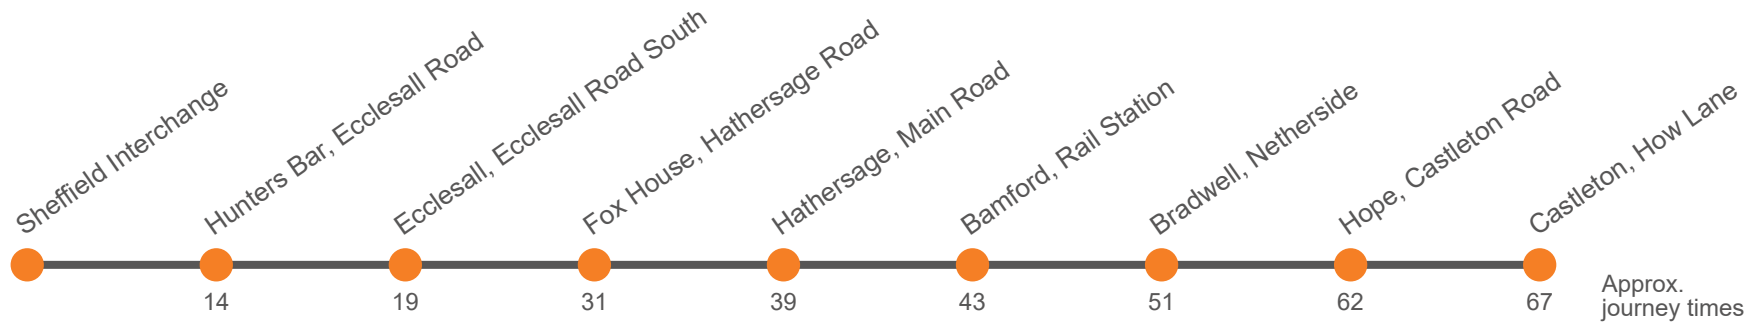 Sheffield Interchange
Hunters Bar, Ecclesall Road
Ecclesall, Ecclesall Road South
Fox House, Hathersage Road
Hathersage, Main Road
Bamford, Rail Station
Bradwell, Netherside
Hope, Castleton Road
Castleton, How Lane
14
19
31
39
43
51
62
67
Approx.
journey times